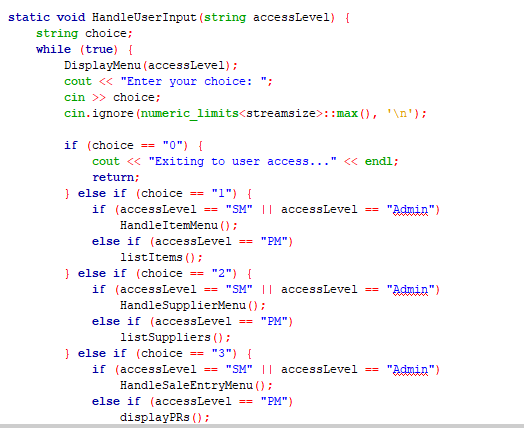 static void HandleUserInput(string accessLevel) {
    string choice;
    while (true) {
        DisplayMenu(accessLevel);
        cout << "Enter your choice: ";
        cin >> choice;
        cin.ignore(numeric_limits<streamsize>::max(), '\n');

        if (choice == "0") {
            cout << "Exiting to user access..." << endl;
            return;
        } else if (choice == "1") {
            if (accessLevel == "SM" || accessLevel == "Admin")
                HandleItemMenu();
            else if (accessLevel == "PM")
                listItems();
        } else if (choice == "2") {
            if (accessLevel == "SM" || accessLevel == "Admin")
                HandleSupplierMenu();
            else if (accessLevel == "PM")
                listSuppliers();
        } else if (choice == "3") {
            if (accessLevel == "SM" || accessLevel == "Admin")
                HandleSaleEntryMenu();
            else if (accessLevel == "PM")
                displayPRs();